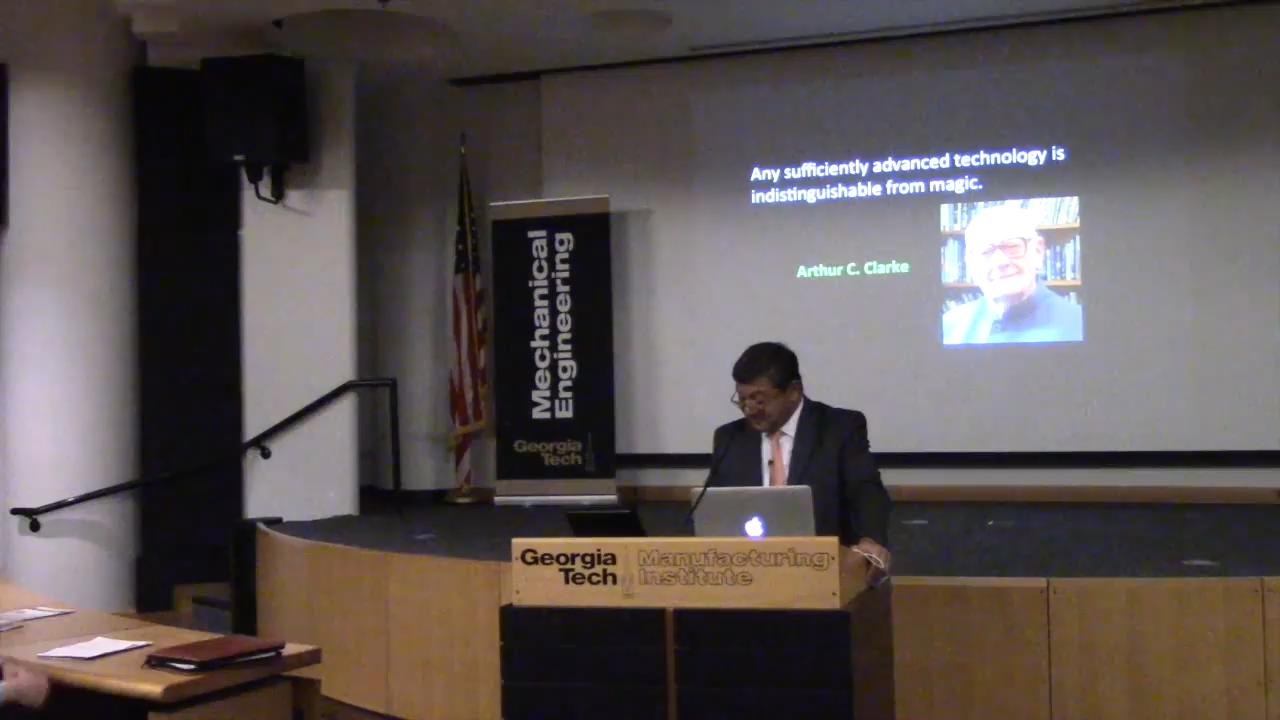 Any sufficiently advanced technology is
indistinguishable from magic.
Arthur C. Clarke
Mechanical
Engineering
Georgia
Tech
Georgia
Tech
Manufacturing
Institute